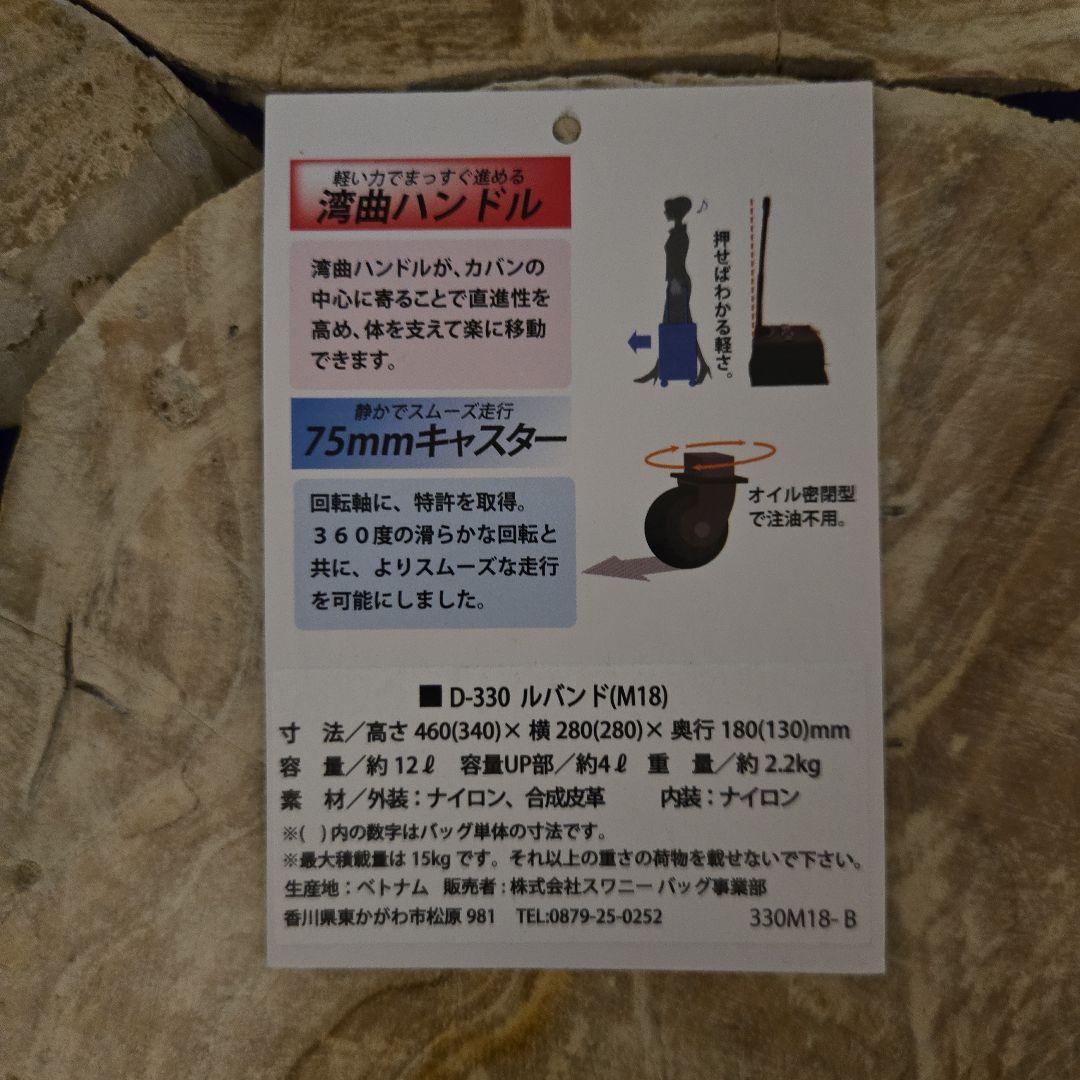 軽い力でまっすぐ進める
湾曲ハンドル
湾曲ハンドルが、カバンの
中心に寄ることで直進性を
高め、体を支えて楽に移動
できます。
押せばわかる軽さ。
静かでスムーズ走行
75mmキャスター
回転軸に、特許を取得。
360度の滑らかな回転と
共に、よりスムーズな走行
を可能にしました。
オイル密閉型
で注油不用。
■ D-330 ルバンド(M18)
寸 法／高さ 460(340)× 横 280(280)× 奥行 180(130)mm
容 量／約 12ℓ 容量UP部／約4ℓ 重 量／約 2.2kg
素 材／外装：ナイロン、合成皮革 内装：ナイロン
※( )内の数字はバッグ単体の寸法です。
※最大積載量は 15kg です。それ以上の重さの荷物を載せないで下さい。
生産地：ベトナム 販売者：株式会社スワニー バッグ事業部
香川県東かがわ市松原 981 TEL:0879-25-0252
330M18- B